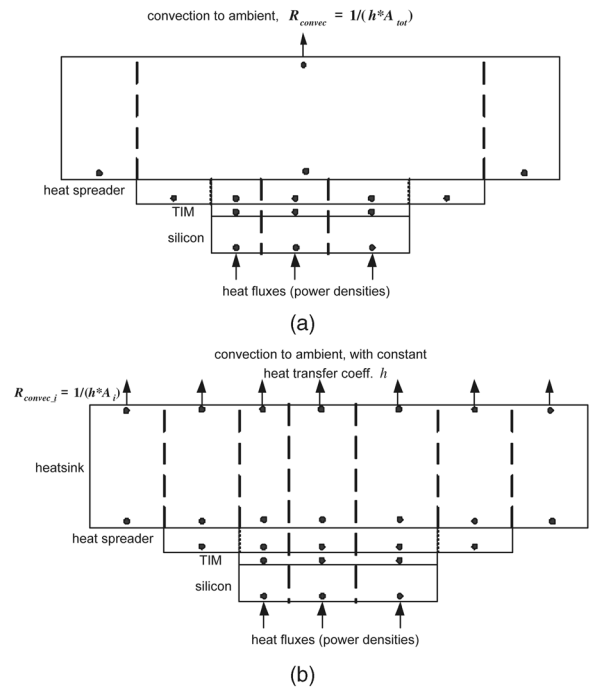 convection to ambient, R_convec = 1/(h*A_tot)
heat spreader
TIM
silicon
heat fluxes (power densities)
(a)
convection to ambient, with constant
heat transfer coeff. h
R_convec_i = 1/(h*A_i)
heatsink
heat spreader
TIM
silicon
heat fluxes (power densities)
(b)